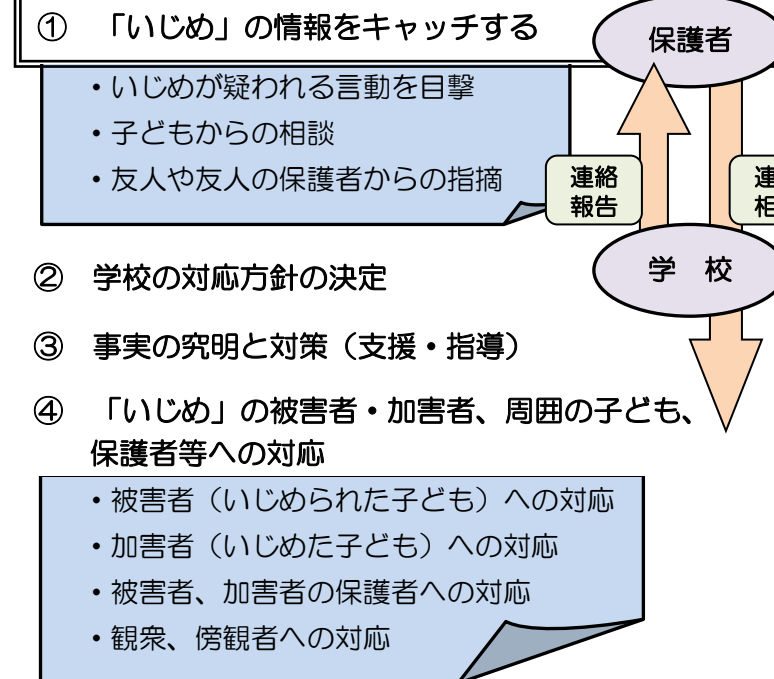 ① 「いじめ」の情報をキャッチする
保護者
・いじめが疑われる言動を目撃
・子どもからの相談
・友人や友人の保護者からの指摘
連絡
報告
連
相
学 校
② 学校の対応方針の決定
③ 事実の究明と対策（支援・指導）
④ 「いじめ」の被害者・加害者、周囲の子ども、
保護者等への対応
・被害者（いじめられた子ども）への対応
・加害者（いじめた子ども）への対応
・被害者、加害者の保護者への対応
・観衆、傍観者への対応